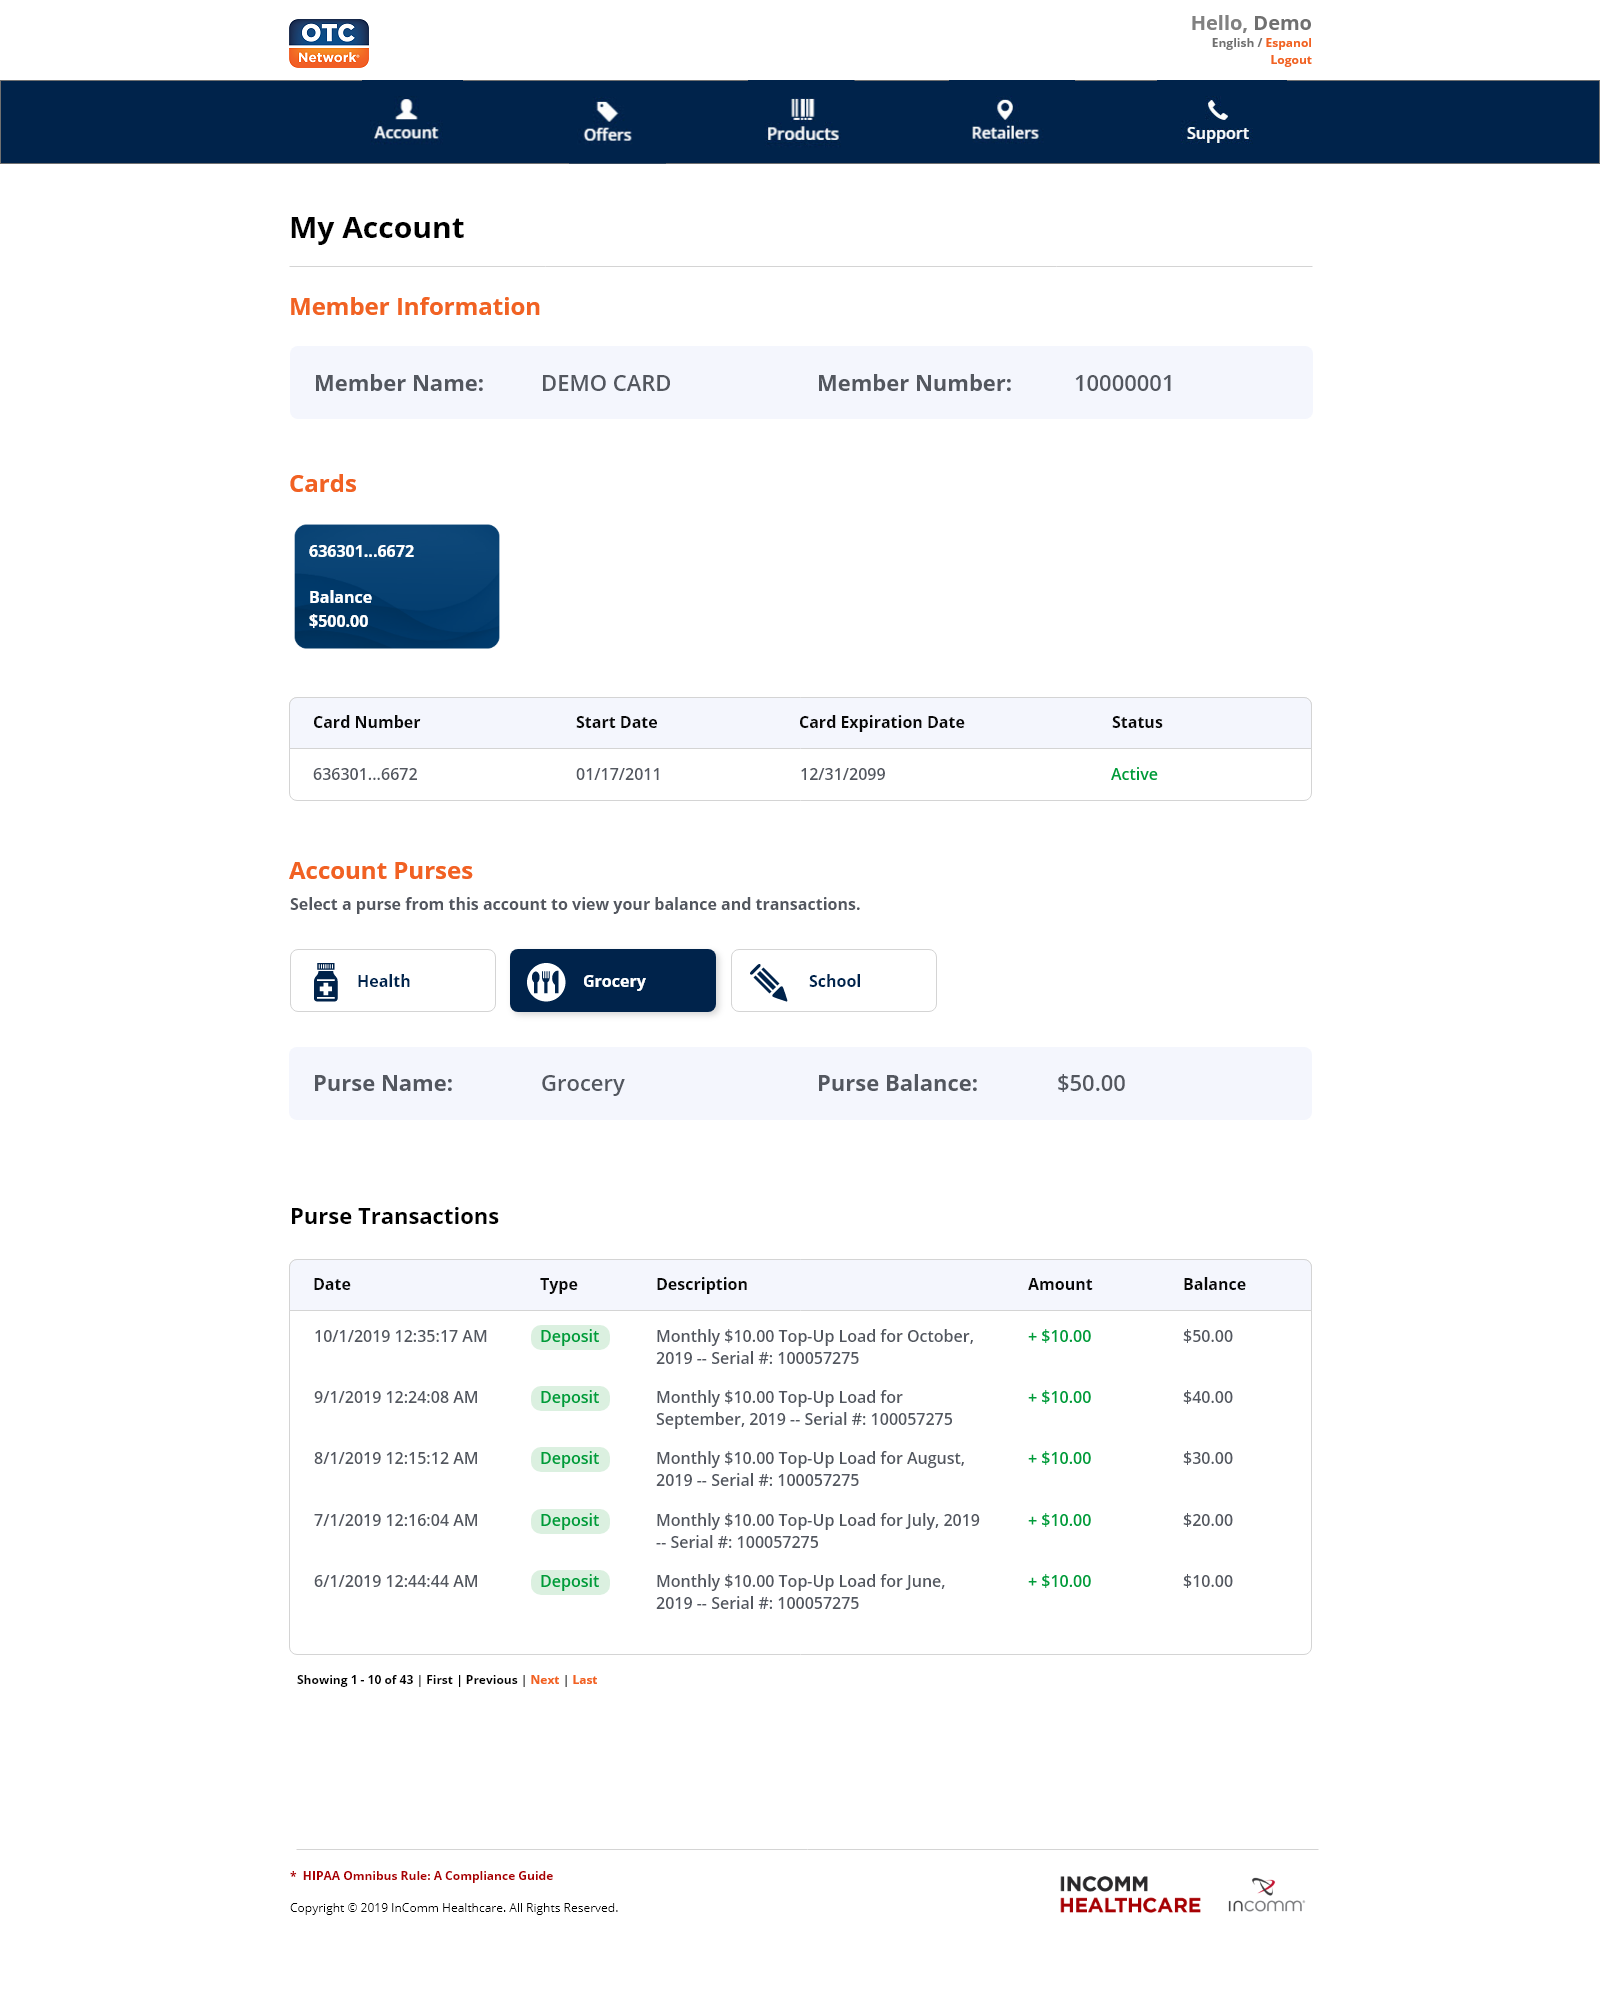 OTC
Network®
Hello, Demo
English / Espanol
Logout
Account
Offers
Products
Retailers
Support
My Account
Member Information
Member Name: DEMO CARD Member Number: 10000001
Cards
636301...6672
Balance
$500.00
Card Number Start Date Card Expiration Date Status
636301...6672 01/17/2011 12/31/2099 Active
Account Purses
Select a purse from this account to view your balance and transactions.
Health Grocery School
Purse Name: Grocery Purse Balance: $50.00
Purse Transactions
Date Type Description Amount Balance
10/1/2019 12:35:17 AM Deposit Monthly $10.00 Top-Up Load for October, + $10.00 $50.00
2019 -- Serial #: 100057275
9/1/2019 12:24:08 AM Deposit Monthly $10.00 Top-Up Load for + $10.00 $40.00
September, 2019 -- Serial #: 100057275
8/1/2019 12:15:12 AM Deposit Monthly $10.00 Top-Up Load for August, + $10.00 $30.00
2019 -- Serial #: 100057275
7/1/2019 12:16:04 AM Deposit Monthly $10.00 Top-Up Load for July, 2019 + $10.00 $20.00
-- Serial #: 100057275
6/1/2019 12:44:44 AM Deposit Monthly $10.00 Top-Up Load for June, + $10.00 $10.00
2019 -- Serial #: 100057275
Showing 1 - 10 of 43 | First | Previous | Next | Last
* HIPAA Omnibus Rule: A Compliance Guide
Copyright © 2019 InComm Healthcare. All Rights Reserved.
INCOMM
HEALTHCARE
incomm